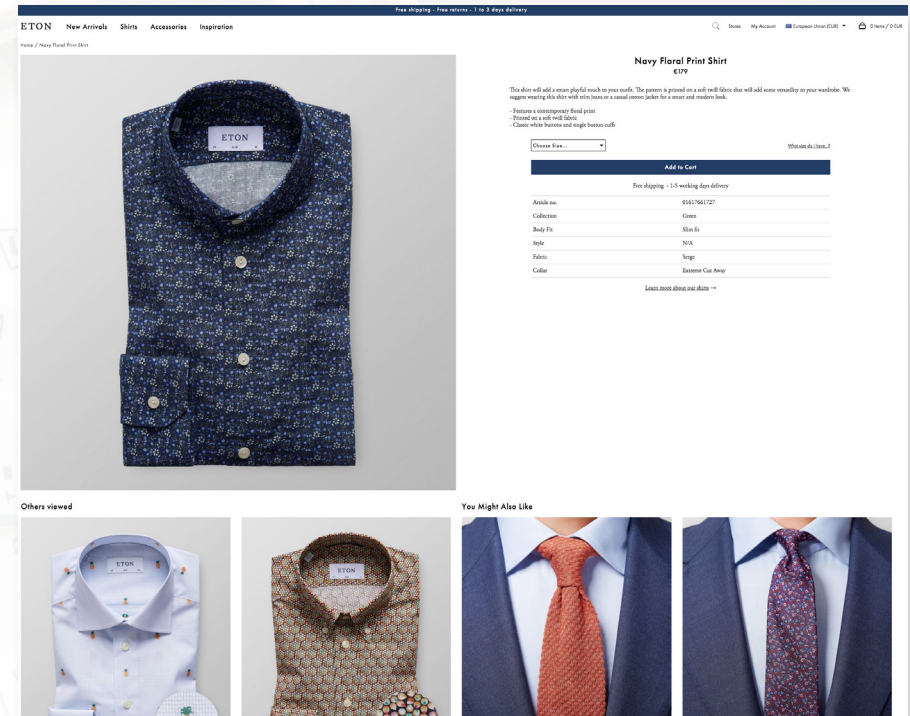 Free shipping - Free returns - 1 to 3 days delivery
ETON New Arrivals Shirts Accessories Inspiration Stores My Account European Union (EUR) 0 Items / 0 EUR
Home / Navy Floral Print Shirt
Navy Floral Print Shirt
€179
This shirt will add a smart playful touch to your outfit. The pattern is printed on a soft twill fabric that will add some versatility to your wardrobe. We
suggest wearing this shirt with trim jeans or a casual cotton jacket for a smart and modern look.
- Features a contemporary floral print
- Printed on a soft twill fabric
- Classic white buttons and single button cuffs
Choose Size... What size do i have..?
Add to Cart
Free shipping - 1-5 working days delivery
Article no. 01617661727
Collection Green
Body Fit Slim fit
Style N/A
Fabric Serge
Collar Extreme Cut Away
Learn more about our shirts →
ETON
Others viewed
You Might Also Like
ETON
ETON